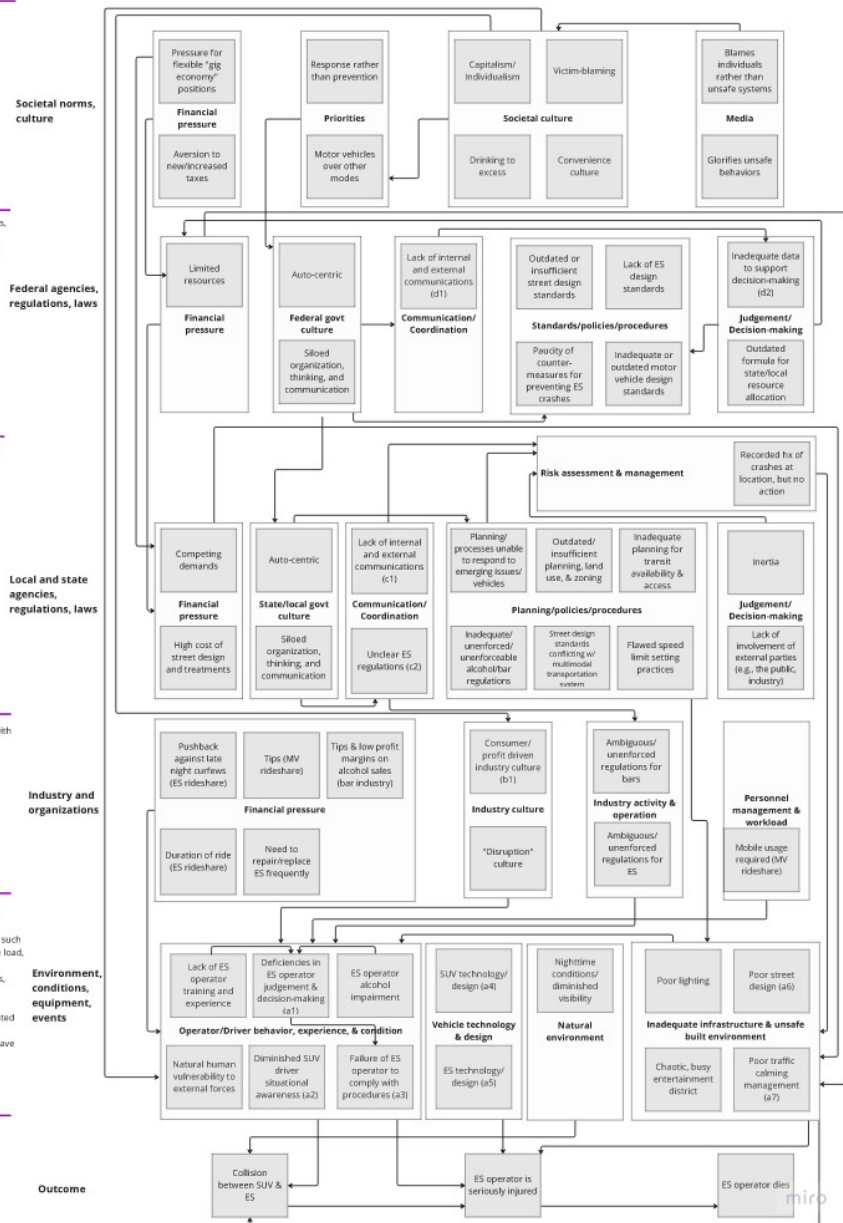 Societal norms,
culture
Pressure for
flexible "gig
economy"
positions
Financial
pressure
Aversion to
new/increased
taxes
Response rather
than prevention
Priorities
Motor vehicles
over other
modes
Capitalism/
Individualism
Victim-blaming
Societal culture
Drinking to
excess
Convenience
culture
Blames
individuals
rather than
unsafe systems
Media
Glorifies unsafe
behaviors
s,
Federal agencies,
regulations, laws
Limited
resources
Financial
pressure
Auto-centric
Federal govt
culture
Siloed
organization,
thinking, and
communication
Lack of internal
and external
communications
(d1)
Communication/
Coordination
Outdated or
insufficient
street design
standards
Lack of ES
design
standards
Standards/policies/procedures
Paucity of
counter-
measures for
preventing ES
crashes
Inadequate or
outdated motor
vehicle design
standards
Inadequate data
to support
decision-making
(d2)
Judgement/
Decision-making
Outdated
formula for
state/local
resource
allocation
Risk assessment & management
Recorded hx of
crashes at
location, but no
action
Local and state
agencies,
regulations, laws
Competing
demands
Financial
pressure
High cost of
street design
and treatments
Auto-centric
State/local govt
culture
Siloed
organization,
thinking, and
communication
Lack of internal
and external
communications
(c1)
Communication/
Coordination
Unclear ES
regulations (c2)
Planning/
processes unable
to respond to
emerging issues/
vehicles
Outdated/
insufficient
planning, land
use, & zoning
Inadequate
planning for
transit
availability &
access
Planning/policies/procedures
Inadequate/
unenforced/
unenforceable
alcohol/bar
regulations
Street design
standards
conflicting w/
multimodal
transportation
system
Flawed speed
limit setting
practices
Inertia
Judgement/
Decision-making
Lack of
involvement of
external parties
(e.g., the public,
industry)
ith
Industry and
organizations
Pushback
against late
night curfews
(ES rideshare)
Tips (MV
rideshare)
Tips & low profit
margins on
alcohol sales
(bar industry)
Financial pressure
Duration of ride
(ES rideshare)
Need to
repair/replace
ES frequently
Consumer/
profit driven
industry culture
(b1)
Industry culture
"Disruption"
culture
Ambiguous/
unenforced
regulations for
bars
Industry activity &
operation
Ambiguous/
unenforced
regulations for
ES
Personnel
management &
workload
Mobile usage
required (MV
rideshare)
such
load,
s,
ted
ave
Environment,
conditions,
equipment,
events
Lack of ES
operator
training and
experience
Deficiencies in
ES operator
judgement &
decision-making
(a1)
ES operator
alcohol
impairment
Operator/Driver behavior, experience, & condition
Natural human
vulnerability to
external forces
Diminished SUV
driver
situational
awareness (a2)
Failure of ES
operator to
comply with
procedures (a3)
SUV technology/
design (a4)
Vehicle technology
& design
ES technology/
design (a5)
Nighttime
conditions/
diminished
visibility
Natural
environment
Poor lighting
Poor street
design (a6)
Inadequate infrastructure & unsafe
built environment
Chaotic, busy
entertainment
district
Poor traffic
calming
management
(a7)
Outcome
Collision
between SUV &
ES
ES operator is
seriously injured
ES operator dies
miro